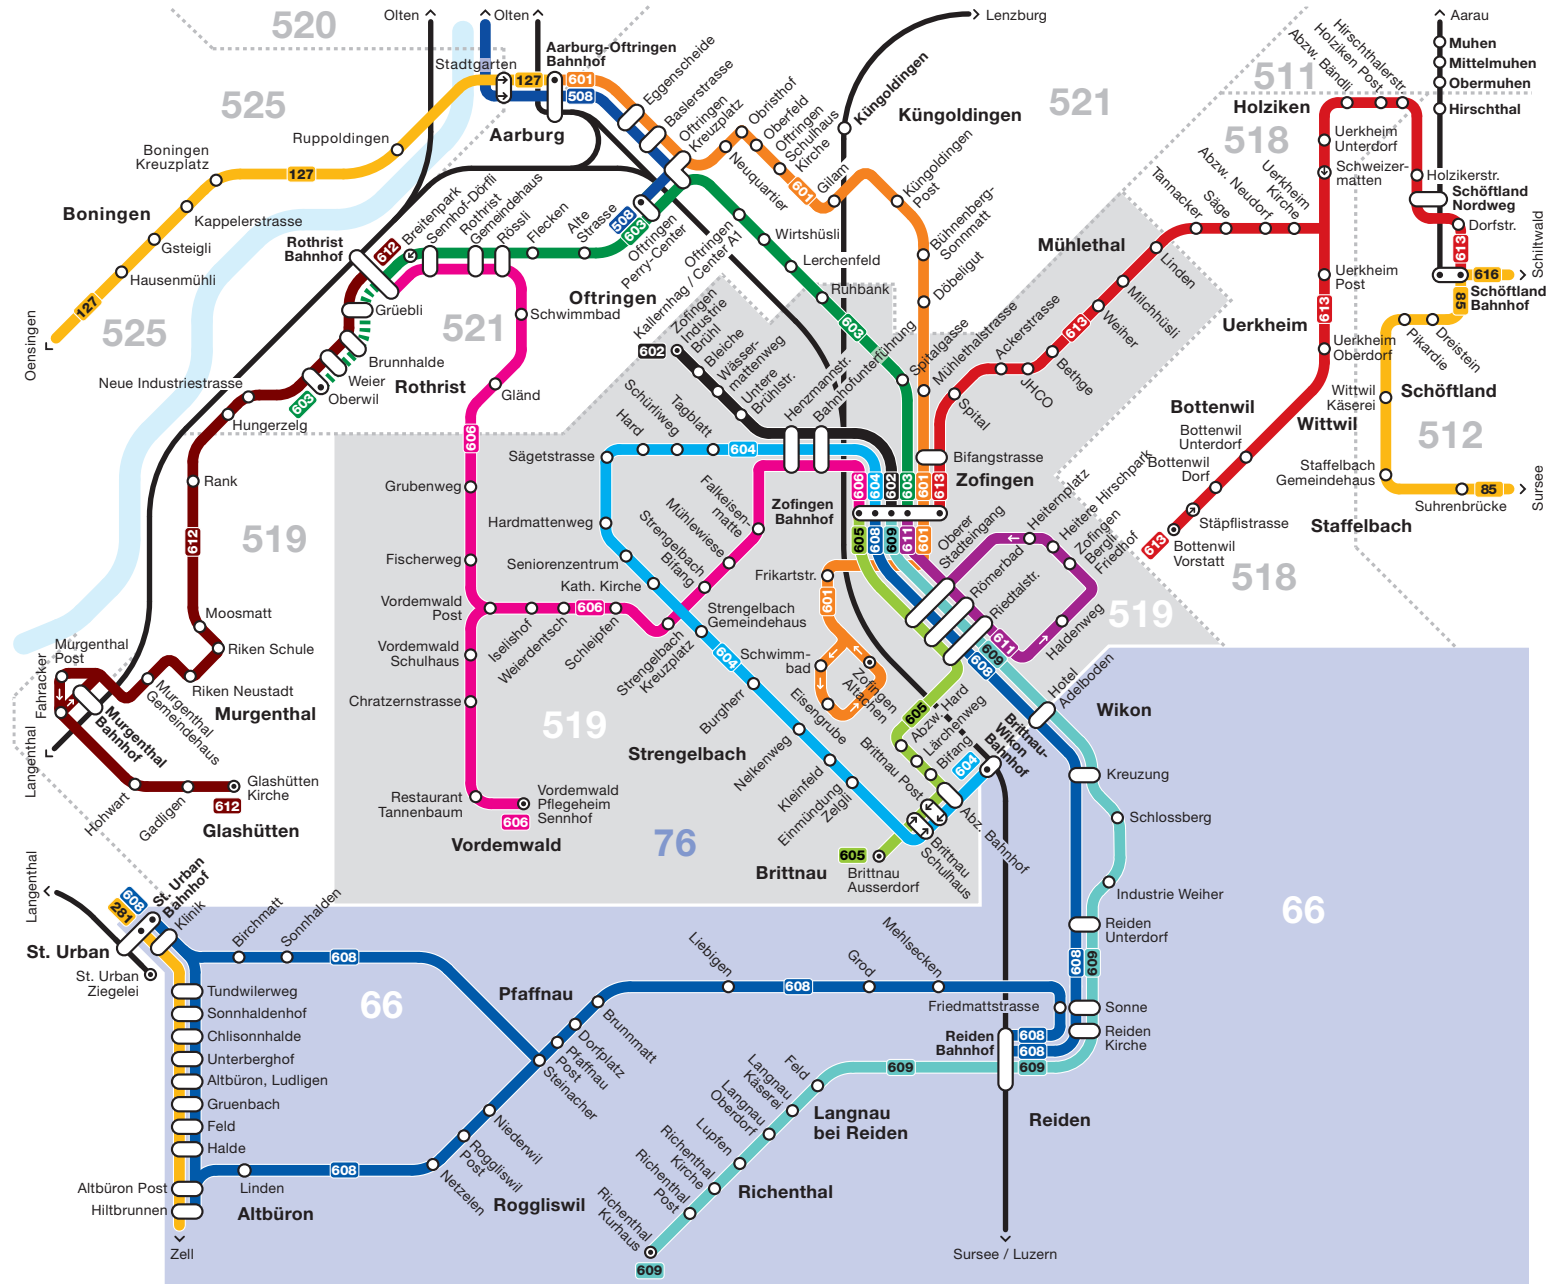 Olten
Olten
Lenzburg
Aarau
520
525
525
521
521
511
518
518
512
519
519
519
76
66
66
Stadtgarten
127
601
508
Aarburg-Oftringen
Bahnhof
Aarburg
Eggenscheide
Baslerstrasse
Oftringen
Kreuzplatz
Obristhof
Oberfeld
Oftringen
Schulhaus
Kirche
Neuquartier
601
Gilam
Küngoldingen
Küngoldingen
Küngoldingen
Post
Bühnenberg-
Sonnmatt
Döbeligut
Ruppoldingen
Boningen
Kreuzplatz
127
Boningen
Kappelerstrasse
Gsteigli
Hausenmühli
127
Oensingen
Rothrist
Bahnhof
612
Breitenpark
Sennhof-Dörfli
Rothrist
Gemeindehaus
Rössli
Flecken
Alte
Strasse
508
603
Oftringen
Perry-Center
Oftringen
Oftringen
Kallernhag / Center A1
Wirtshüsli
Lerchenfeld
Ruhbank
603
Spitalgasse
Mühlethalstrasse
Schwimmbad
Gländ
Grüebli
Brunnhalde
Weier
Oberwil
603
Rothrist
Neue Industriestrasse
Hungerzelg
Rank
612
Moosmatt
Riken Schule
Riken Neustadt
Murgenthal
Murgenthal
Gemeindehaus
Murgenthal
Post
Fahracker
Murgenthal
Bahnhof
Langenthal
Hohwart
Gadligen
Glashütten
Kirche
612
Glashütten
606
Grubenweg
Fischerweg
Vordemwald
Post
Vordemwald
Schulhaus
Chratzernstrasse
Restaurant
Tannenbaum
Vordemwald
Pflegeheim
Sennhof
606
Vordemwald
Iselishof
Weierdentsch
606
Schleipfen
Strengelbach
Kreuzplatz
Strengelbach
Bifang
Mühlewiese
Falkeisen-
matte
602
Zofingen
Industrie
Brühl
Bleiche
Wässer-
mattenweg
Untere
Brühlstr.
Henzmannstr.
Bahnhofunterführung
Sägetstrasse
Hard
Schürliweg
Tagblatt
604
Hardmattenweg
Seniorenzentrum
Kath. Kirche
Strengelbach
Gemeindehaus
604
Burgherr
Nelkenweg
Kleinfeld
Einmündung
Zelgli
Strengelbach
Zofingen
Bahnhof
Zofingen
606
604
602
603
601
613
605
608
609
611
601
Bifangstrasse
Spital
Ackerstrasse
JHCO
Bethge
613
Weiher
Milchhüsli
Linden
Mühlethal
Tannacker
Säge
Abzw. Neudorf
Uerkheim
Kirche
Uerkheim
Unterdorf
Schweizer-
matten
Holziken
Abzw. Bändli
Holziken Post
Hirschthalerstr.
Muhen
Mittelmuhen
Obermuhen
Hirschthal
Holzikerstr.
Schöftland
Nordweg
Dorfstr.
613
616
Schiltwald
Schöftland
Bahnhof
85
Dreistein
Pikardie
Schöftland
Wittwil
Käserei
Wittwil
Staffelbach
Gemeindehaus
Staffelbach
85
Suhrenbrücke
Sursee
Uerkheim
Post
613
Uerkheim
Uerkheim
Oberdorf
Bottenwil
Bottenwil
Unterdorf
Bottenwil
Dorf
Stäpflistrasse
613
Bottenwil
Vorstatt
Oberer
Stadteingang
Heiternplatz
Heitere Hirschpark
Zofingen
Bergli
Friedhof
Römerbad
Riedtalstr.
611
Haldenweg
Frikartstr.
601
Schwimm-
bad
Eisengrube
Zofingen
Altachen
609
608
605
Abzw. Hard
Lärchenweg
Bifang
604
Brittnau Post
Brittnau-
Wikon
Bahnhof
Abz. Bahnhof
Brittnau
Schulhaus
605
Brittnau
Ausserdorf
Brittnau
Hotel
Adelboden
Wikon
Kreuzung
Schlossberg
Industrie Weiher
Reiden
Unterdorf
608
609
Sonne
Reiden
Kirche
Friedmattstrasse
Reiden
Bahnhof
608
608
609
Reiden
Sursee / Luzern
609
Feld
Langnau
Käserei
Langnau
Oberdorf
Langnau
bei Reiden
Lupfen
Richenthal
Kirche
Richenthal
Post
Richenthal
Kurhaus
609
Richenthal
Mehlsecken
Grod
608
Liebigen
Pfaffnau
Brunnmatt
Dorfplatz
Pfaffnau
Post
Steinacher
Niederwil
Roggliswil
Post
Netzelen
Roggliswil
608
Linden
Altbüron
Langenthal
608
281
St. Urban
Bahnhof
Klinik
St. Urban
St. Urban
Ziegelei
Birchmatt
Sonnhalden
608
Tundwilerweg
Sonnhaldenhof
Chlisonnhalde
Unterberghof
Altbüron, Ludligen
Gruenbach
Feld
Halde
Altbüron Post
Hiltbrunnen
Zell